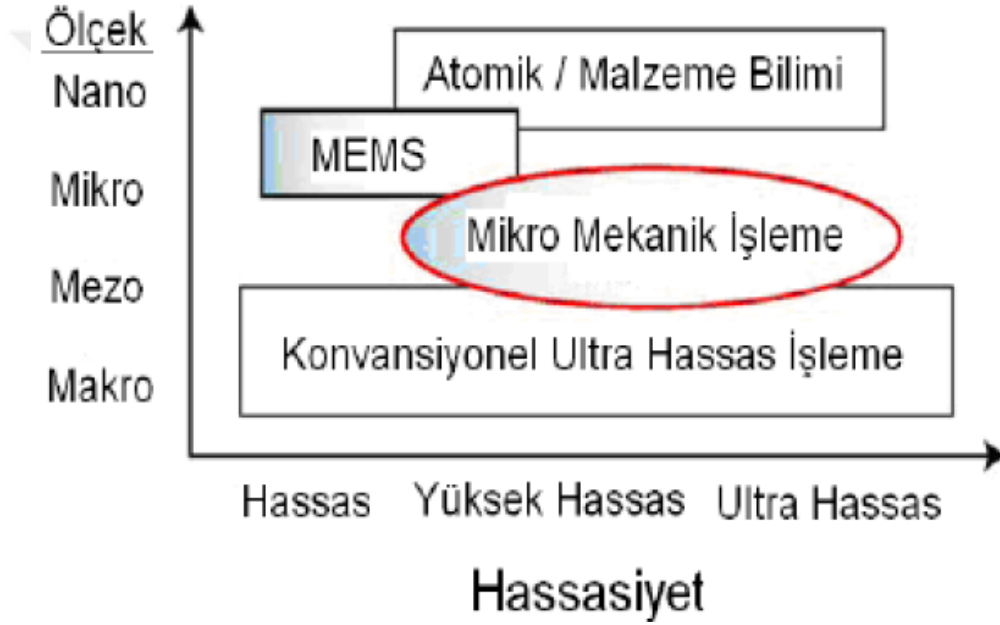 Ölçek
Nano
Mikro
Mezo
Makro
Atomik / Malzeme Bilimi
MEMS
Mikro Mekanik İşleme
Konvansiyonel Ultra Hassas İşleme
Hassas
Yüksek Hassas
Ultra Hassas
Hassasiyet